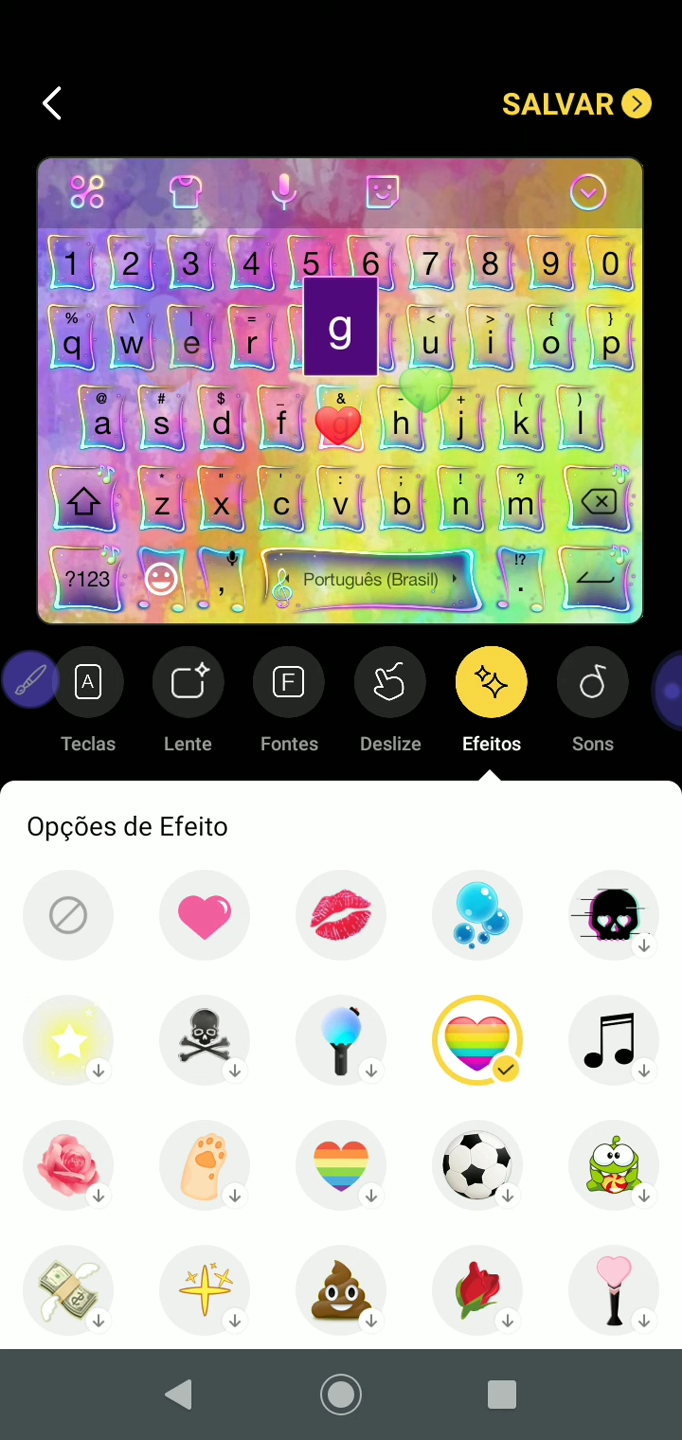 SALVAR
1 2 3 4 5 6 7 8 9 0
% \ | = < > { }
q w e r g u i o p
@ # $ _ & - + ( )
a s d f g h j k l
* " ' : ; ! ?
z x c v b n m
!?
?123 , Português (Brasil) .
A F
Teclas Lente Fontes Deslize Efeitos Sons
Opções de Efeito